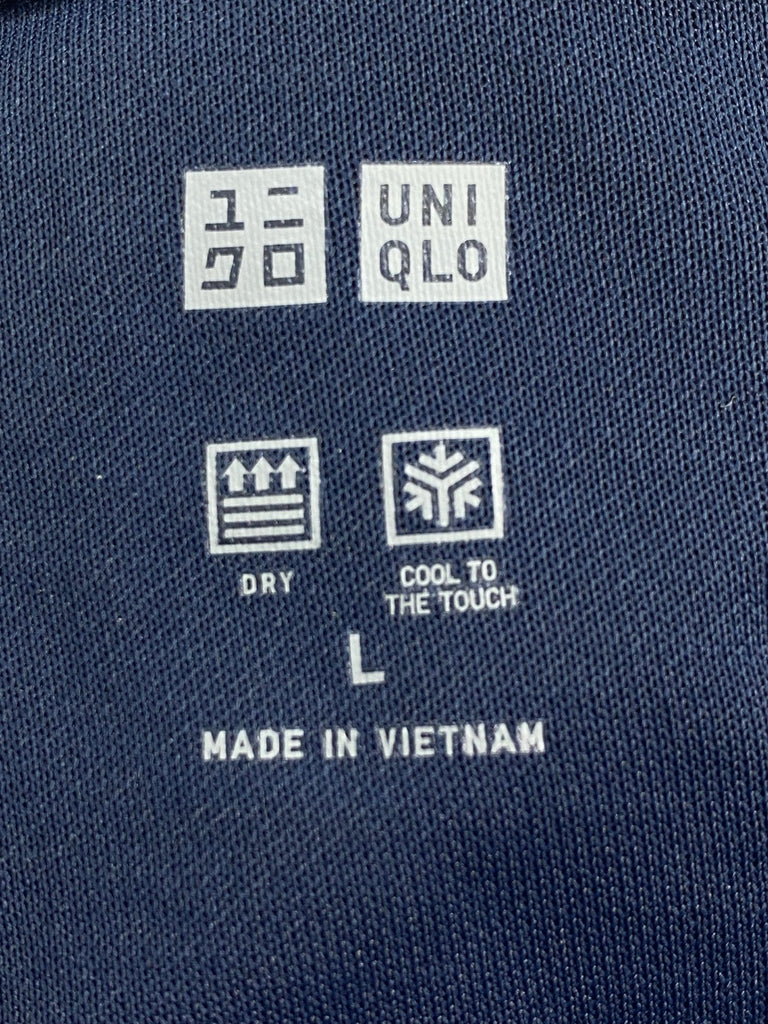 ユニ
クロ
UNI
QLO
DRY
COOL TO
THE TOUCH
L
MADE IN VIETNAM